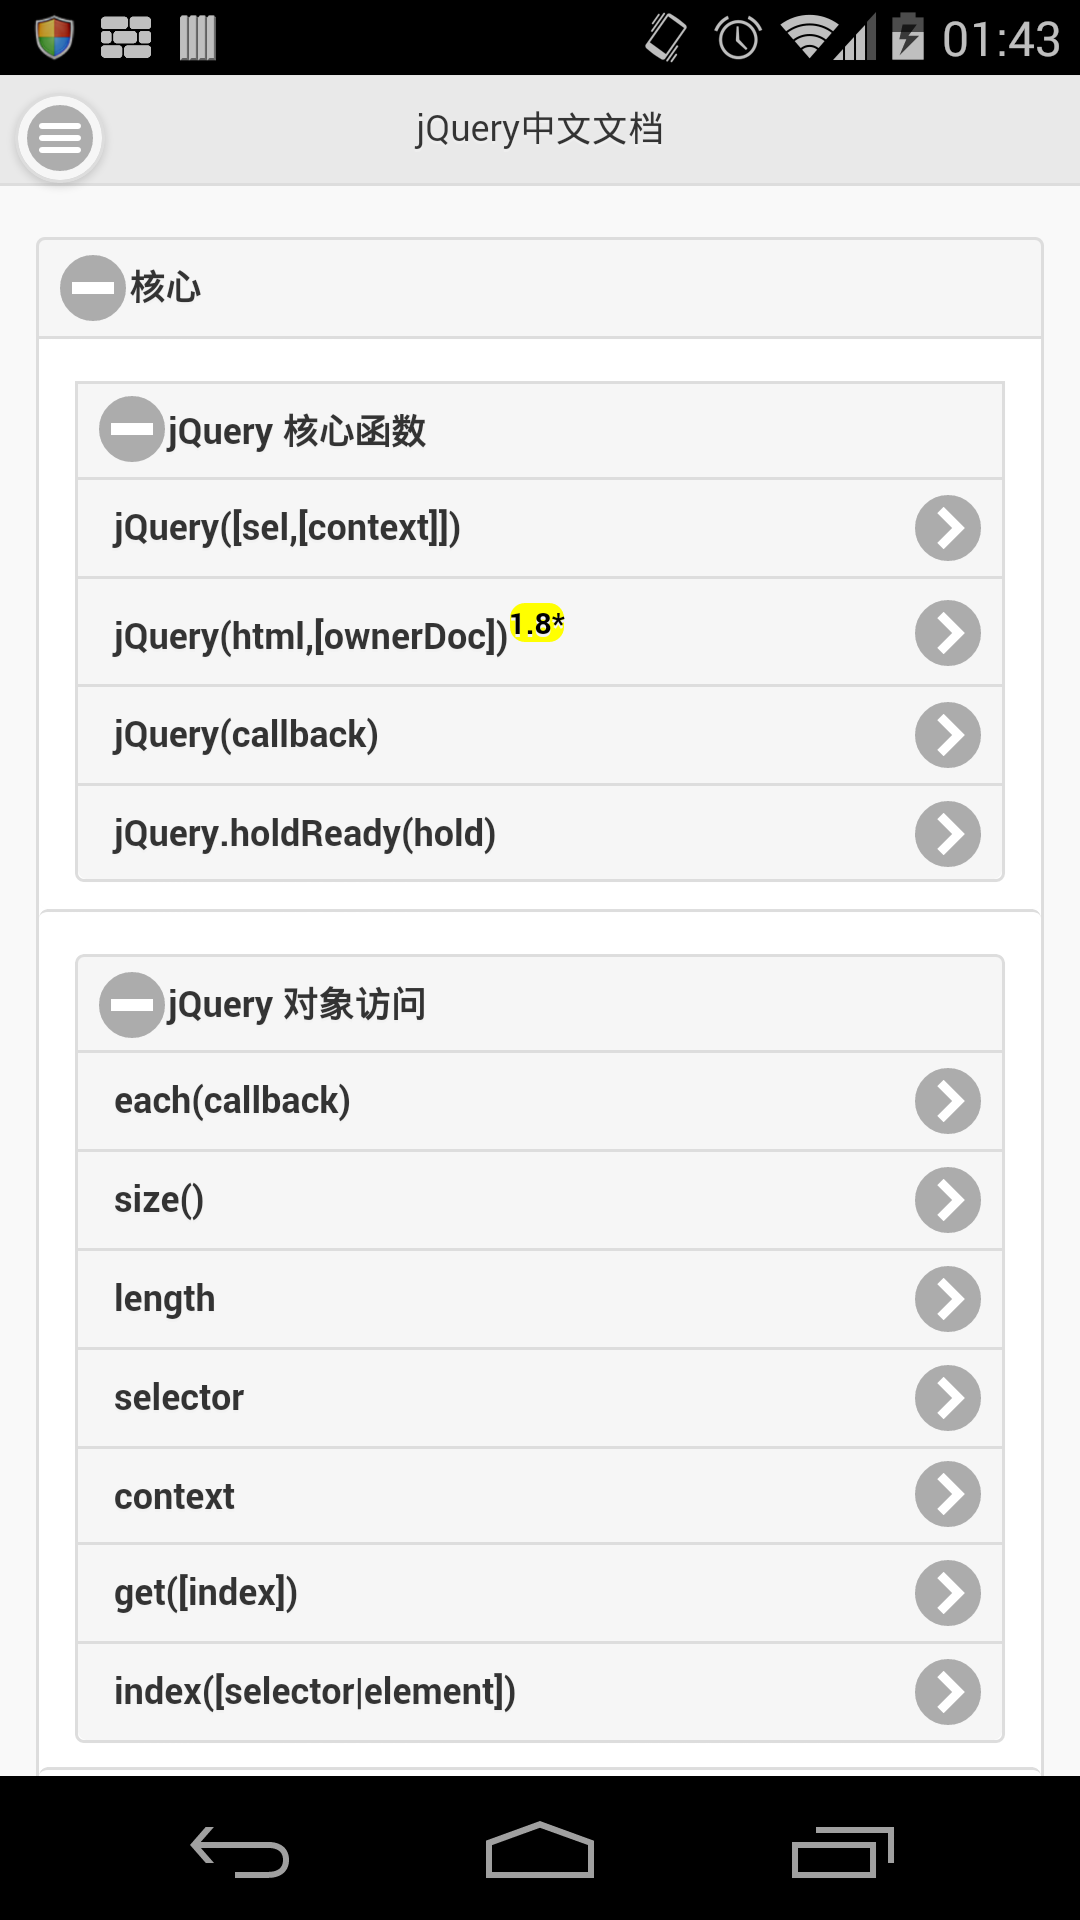 01:43
jQuery中文文档
核心
jQuery 核心函数
jQuery([sel,[context]])
jQuery(html,[ownerDoc])1.8*
jQuery(callback)
jQuery.holdReady(hold)
jQuery 对象访问
each(callback)
size()
length
selector
context
get([index])
index([selector|element])